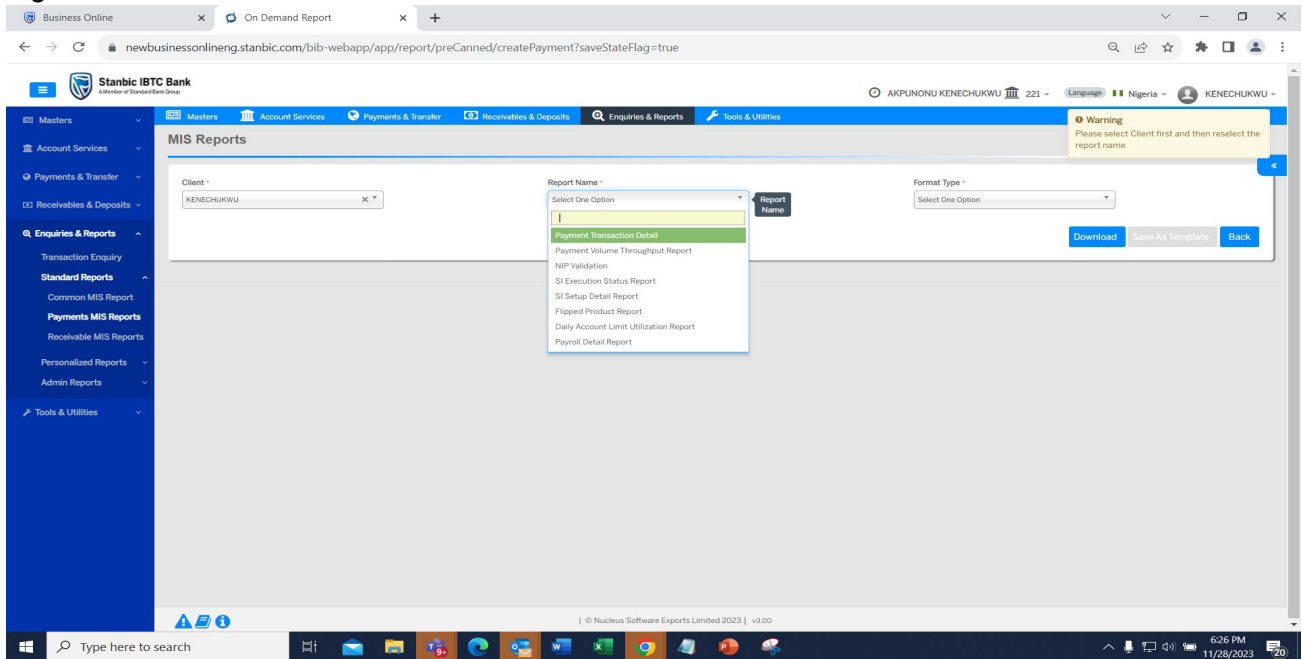 Business Online
On Demand Report
newbusinessonlineng.stanbic.com/bib-webapp/app/report/preCanned/createPayment?saveStateFlag=true
Stanbic IBTC Bank
A Member of Standard Bank Group
AKPUNONU KENECHUKWU 221
Language Nigeria KENECHUKWU
Masters
Account Services
Payments & Transfer
Receivables & Deposits
Enquiries & Reports
Tools & Utilities
Warning
Please select Client first and then reselect the
report name
Masters
Account Services
Payments & Transfer
Receivables & Deposits
Enquiries & Reports
Transaction Enquiry
Standard Reports
Common MIS Report
Payments MIS Reports
Receivable MIS Reports
Personalized Reports
Admin Reports
Tools & Utilities
MIS Reports
Client
KENECHUKWU
Report Name
Select One Option
Report
Name
Payment Transaction Detail
Payment Volume Throughput Report
NIP Validation
SI Execution Status Report
SI Setup Detail Report
Flipped Product Report
Daily Account Limit Utilization Report
Payroll Detail Report
Format Type
Select One Option
Download Save As Template Back
| © Nucleus Software Exports Limited 2023 | v3.00
Type here to search
6:26 PM
11/28/2023
20